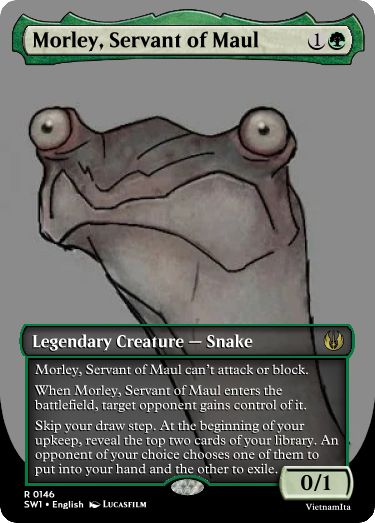 Morley, Servant of Maul 1
Legendary Creature — Snake
Morley, Servant of Maul can't attack or block.
When Morley, Servant of Maul enters the
battlefield, target opponent gains control of it.
Skip your draw step. At the beginning of your
upkeep, reveal the top two cards of your library. An
opponent of your choice chooses one of them to
put into your hand and the other to exile.
0/1
R 0146
SW1 • English LUCASFILM
VietnamIta